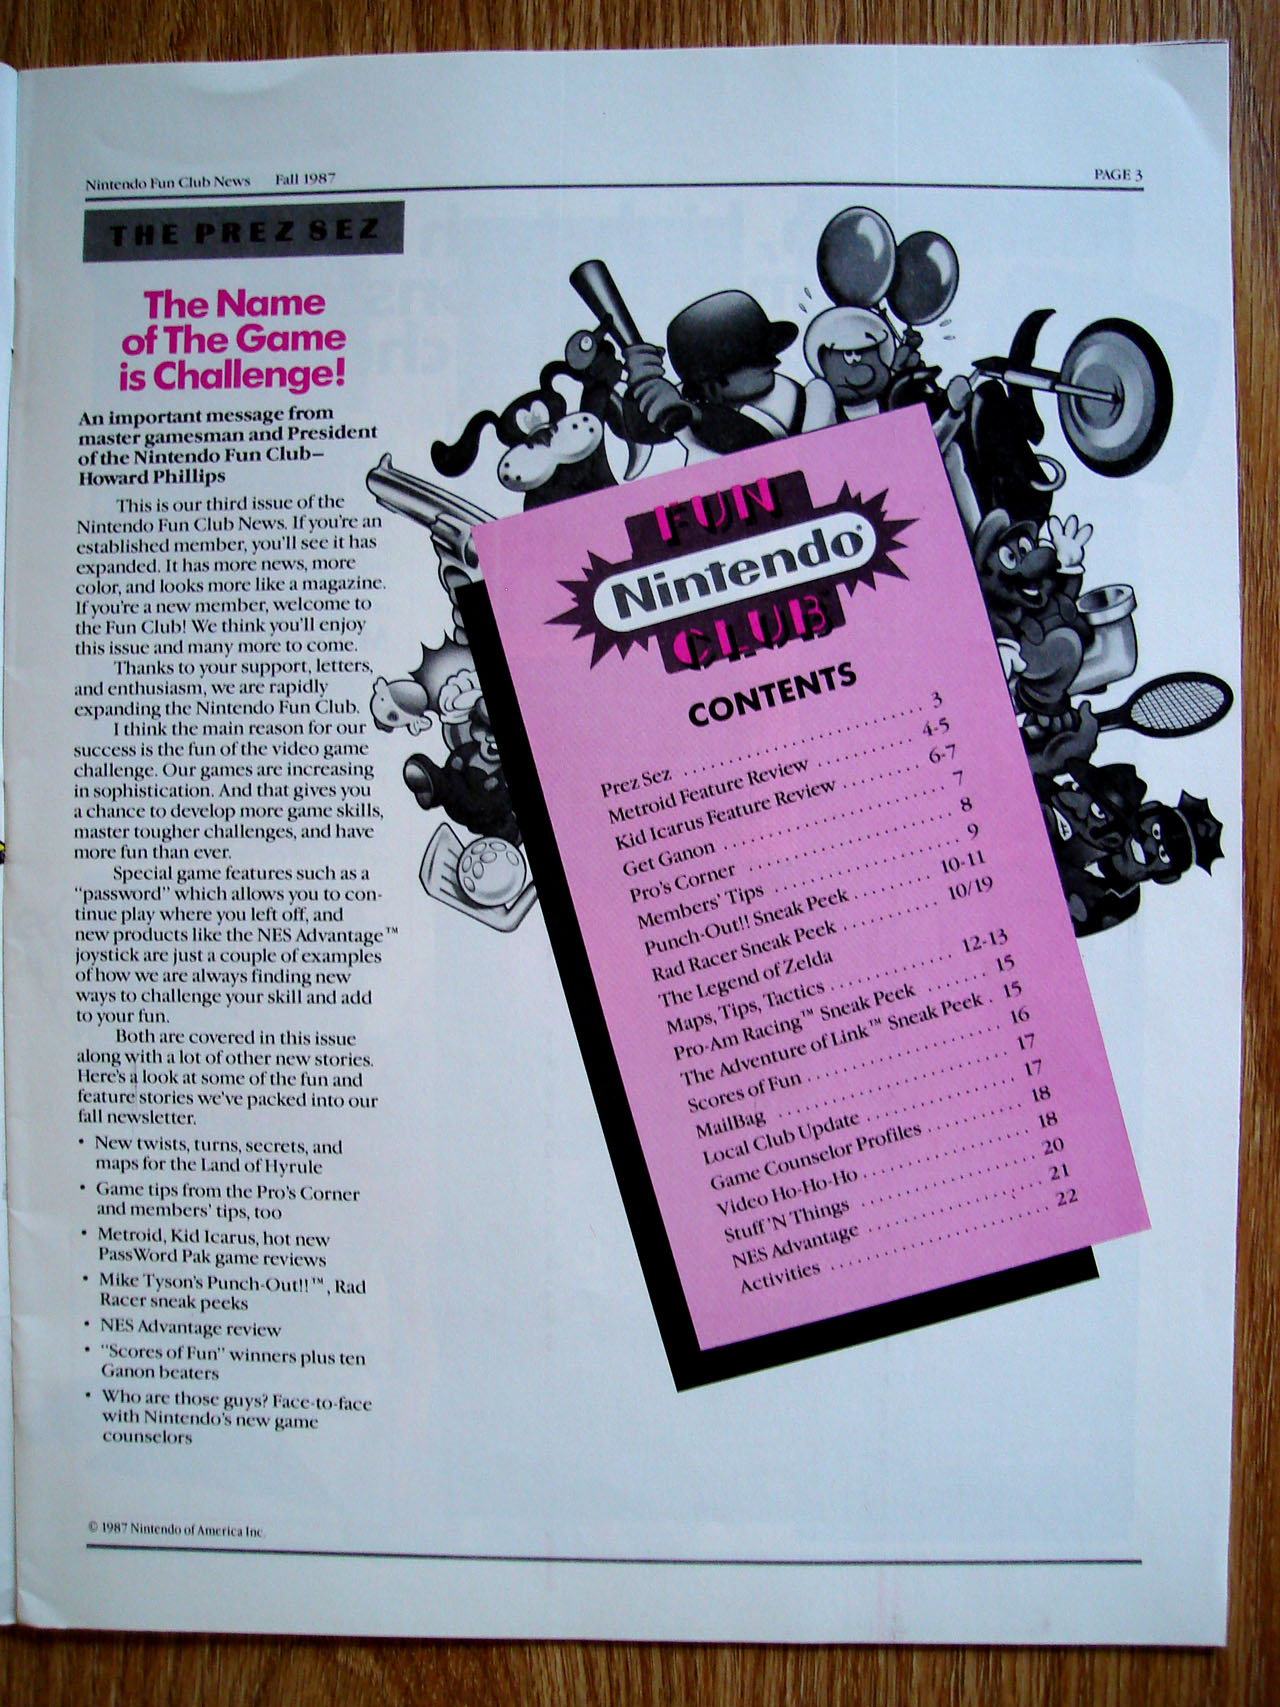 Nintendo Fun Club News Fall 1987
PAGE 3
THE PREZ SEZ
The Name
of The Game
is Challenge!
An important message from
master gamesman and President
of the Nintendo Fun Club—
Howard Phillips
This is our third issue of the
Nintendo Fun Club News. If you're an
established member, you'll see it has
expanded. It has more news, more
color, and looks more like a magazine.
If you're a new member, welcome to
the Fun Club! We think you'll enjoy
this issue and many more to come.
Thanks to your support, letters,
and enthusiasm, we are rapidly
expanding the Nintendo Fun Club.
I think the main reason for our
success is the fun of the video game
challenge. Our games are increasing
in sophistication. And that gives you
a chance to develop more game skills,
master tougher challenges, and have
more fun than ever.
Special game features such as a
"password" which allows you to con-
tinue play where you left off, and
new products like the NES Advantage™
joystick are just a couple of examples
of how we are always finding new
ways to challenge your skill and add
to your fun.
Both are covered in this issue
along with a lot of other new stories.
Here's a look at some of the fun and
feature stories we've packed into our
fall newsletter.
• New twists, turns, secrets, and
maps for the Land of Hyrule
• Game tips from the Pro's Corner
and members' tips, too
• Metroid, Kid Icarus, hot new
PassWord Pak game reviews
• Mike Tyson's Punch-Out!!™, Rad
Racer sneak peeks
• NES Advantage review
• "Scores of Fun" winners plus ten
Ganon beaters
• Who are those guys? Face-to-face
with Nintendo's new game
counselors
© 1987 Nintendo of America Inc.
FUN
Nintendo®
CLUB
CONTENTS
Prez Sez .......................... 3
Metroid Feature Review .......... 4-5
Kid Icarus Feature Review ......... 6-7
Get Ganon ........................ 7
Pro's Corner ...................... 8
Members' Tips .................... 9
Punch-Out!! Sneak Peek ......... 10-11
Rad Racer Sneak Peek .......... 10/19
The Legend of Zelda
Maps, Tips, Tactics ............. 12-13
Pro-Am Racing™ Sneak Peek ....... 15
The Adventure of Link™ Sneak Peek . 15
Scores of Fun ..................... 16
MailBag ......................... 17
Local Club Update ................ 17
Game Counselor Profiles .......... 18
Video Ho-Ho-Ho ................. 18
Stuff 'N Things ................... 20
NES Advantage .................. 21
Activities ........................ 22